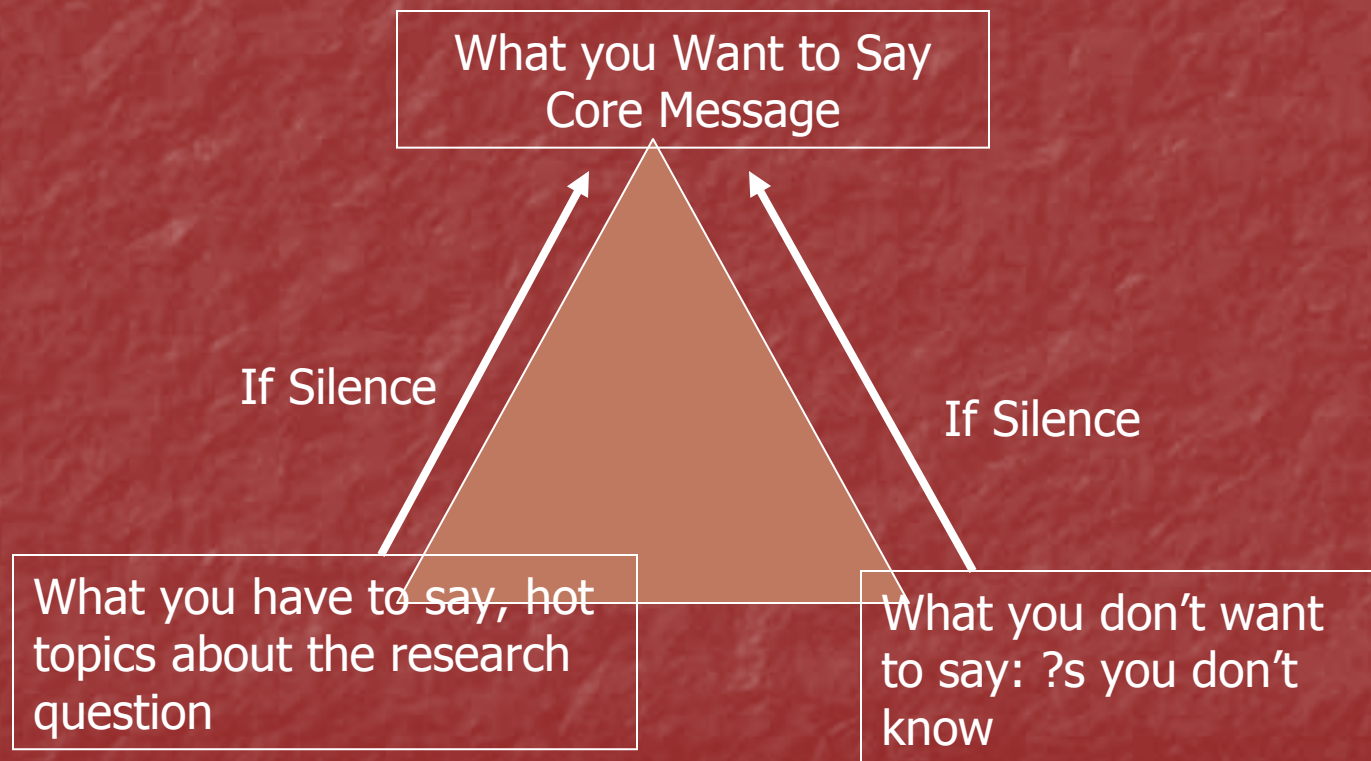 What you Want to Say
Core Message
If Silence
If Silence
What you have to say, hot
topics about the research
question
What you don’t want
to say: ?s you don’t
know